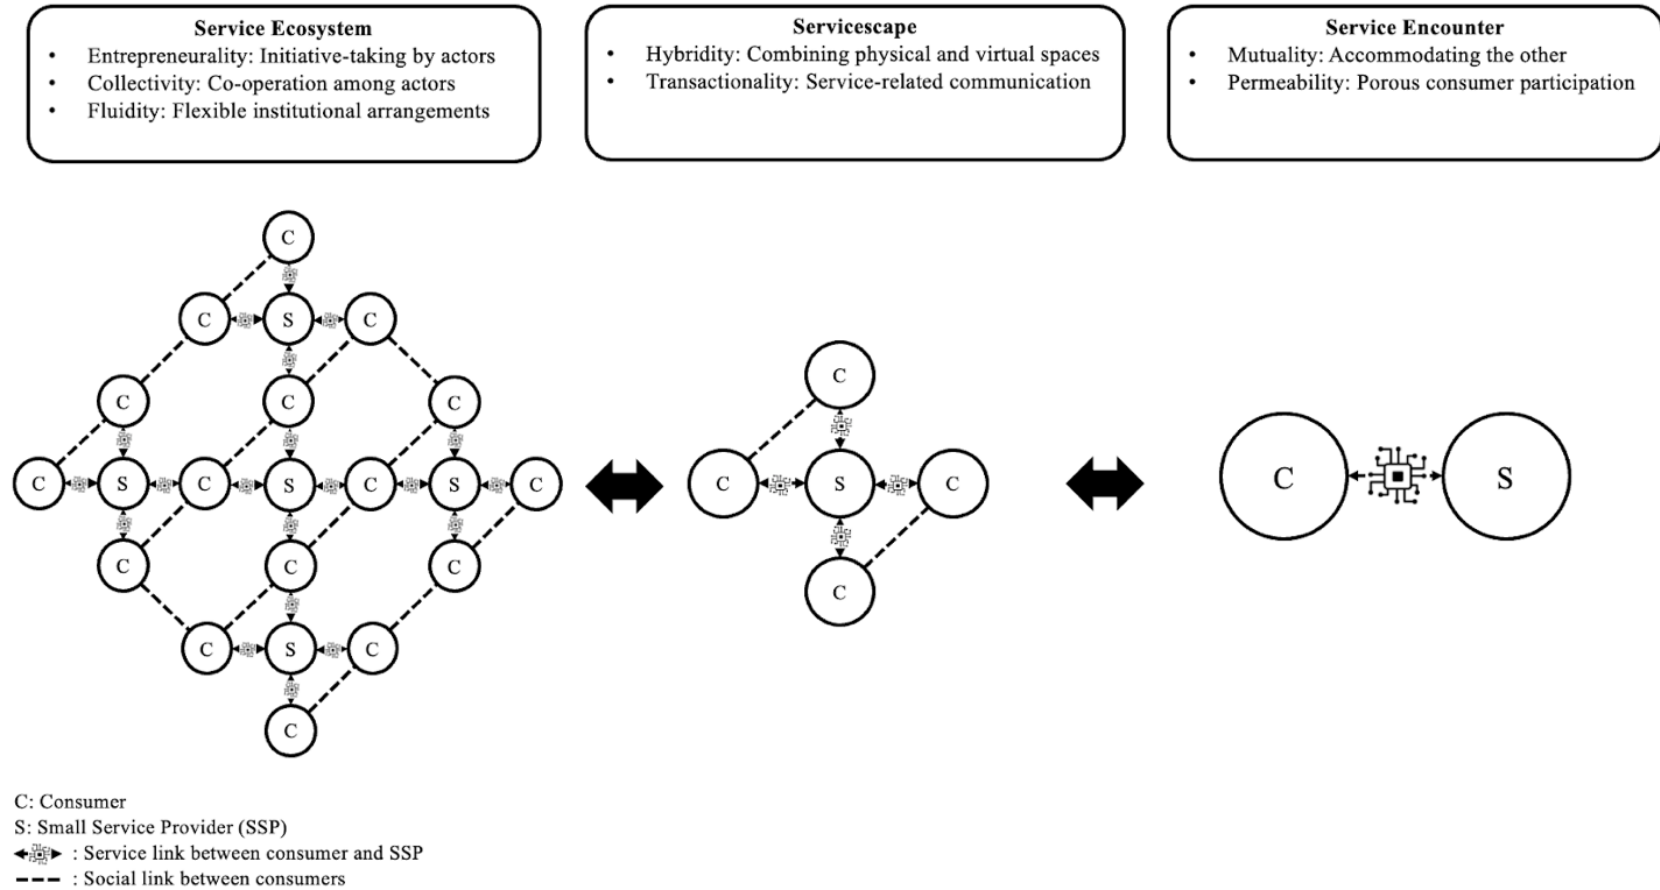 Service Ecosystem
• Entrepreneurality: Initiative-taking by actors
• Collectivity: Co-operation among actors
• Fluidity: Flexible institutional arrangements
Servicescape
• Hybridity: Combining physical and virtual spaces
• Transactionality: Service-related communication
Service Encounter
• Mutuality: Accommodating the other
• Permeability: Porous consumer participation
C
C S C
C C C
C S C S C S C
C C C
C S C
C
C
C S C
C
C S
C: Consumer
S: Small Service Provider (SSP)
: Service link between consumer and SSP
: Social link between consumers